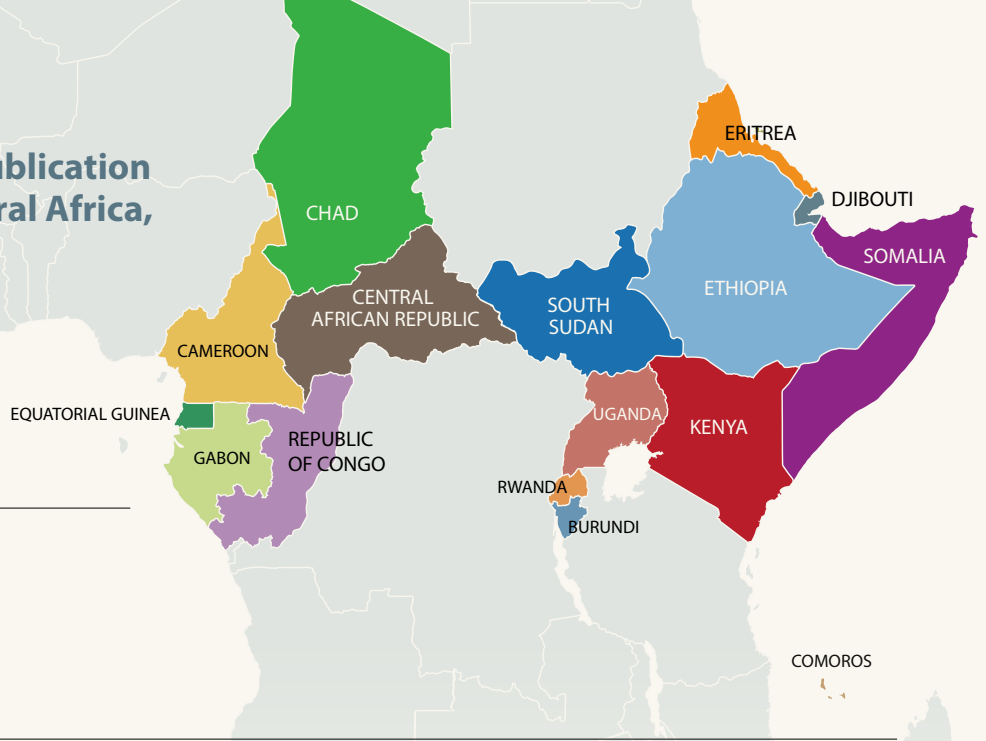 ublication
ral Africa,
ERITREA
DJIBOUTI
CHAD
SOMALIA
ETHIOPIA
CENTRAL
AFRICAN REPUBLIC
SOUTH
SUDAN
CAMEROON
EQUATORIAL GUINEA
UGANDA
KENYA
REPUBLIC
OF CONGO
GABON
RWANDA
BURUNDI
COMOROS